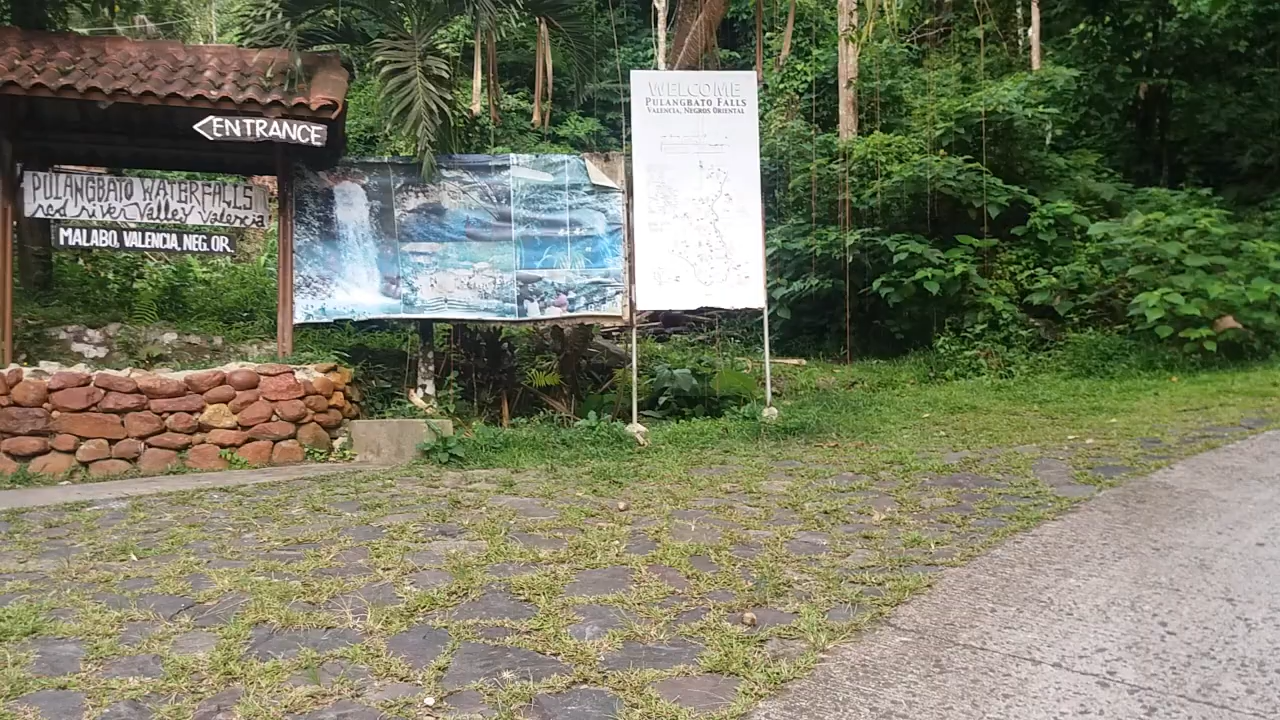 ENTRANCE
PULANGBATO WATERFALLS
red river Valley Valencia
MALABO, VALENCIA, NEG. OR.
WELCOME
PULANGBATO FALLS
VALENCIA, NEGROS ORIENTAL